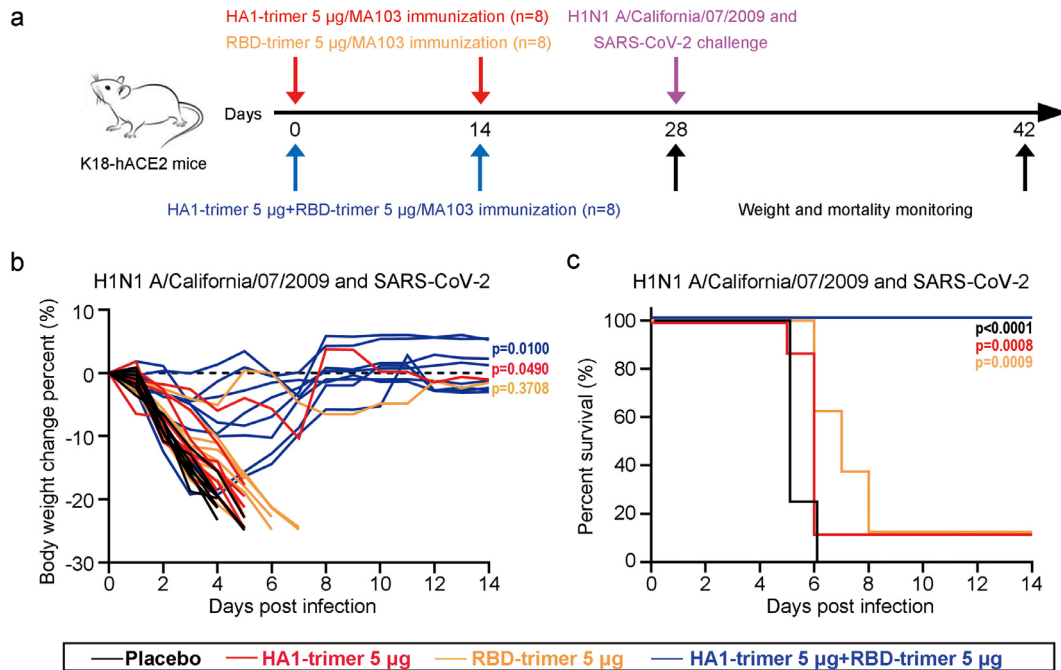 a
HA1-trimer 5 µg/MA103 immunization (n=8)
RBD-trimer 5 µg/MA103 immunization (n=8)
H1N1 A/California/07/2009 and
SARS-CoV-2 challenge
Days
0 14 28 42
K18-hACE2 mice
HA1-trimer 5 µg+RBD-trimer 5 µg/MA103 immunization (n=8)
Weight and mortality monitoring
b
H1N1 A/California/07/2009 and SARS-CoV-2
Body weight change percent (%)
10
0
-10
-20
-30
p=0.0100
p=0.0490
p=0.3708
0 2 4 6 8 10 12 14
Days post infection
c
H1N1 A/California/07/2009 and SARS-CoV-2
Percent survival (%)
100
80
60
40
20
0
p<0.0001
p=0.0008
p=0.0009
0 2 4 6 8 10 12 14
Days post infection
Placebo HA1-trimer 5 µg RBD-trimer 5 µg HA1-trimer 5 µg+RBD-trimer 5 µg